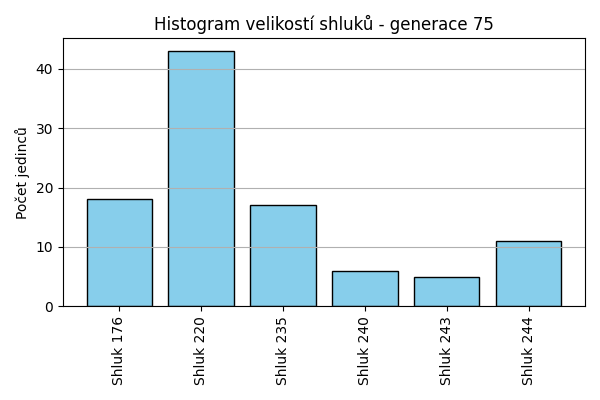 Histogram velikostí shluků - generace 75
Počet jedinců
40
30
20
10
0
Shluk 176
Shluk 220
Shluk 235
Shluk 240
Shluk 243
Shluk 244